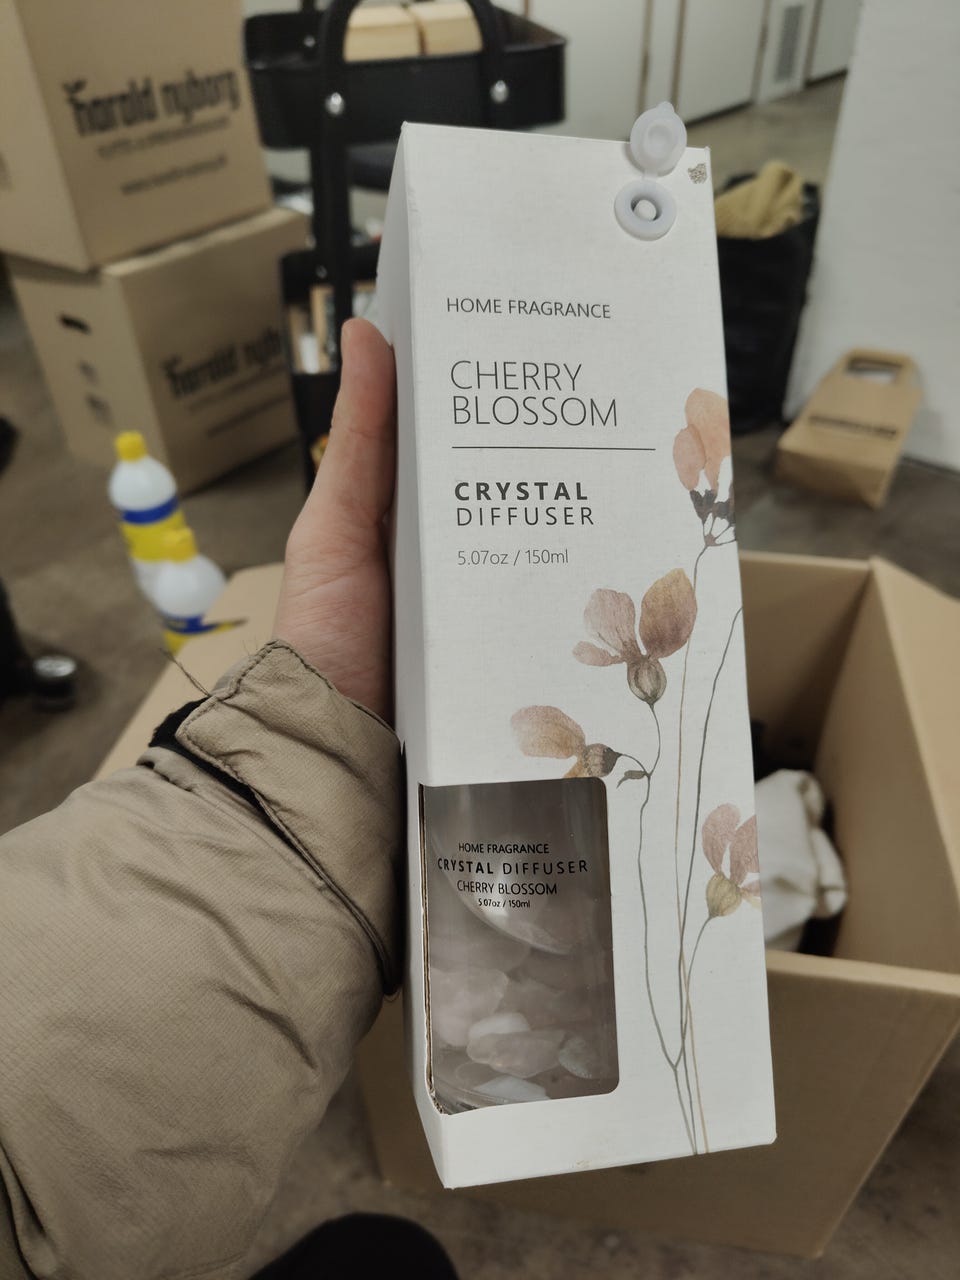 harald nyborg
harald nyb
HOME FRAGRANCE
CHERRY
BLOSSOM
CRYSTAL
DIFFUSER
5.07oz / 150ml
HOME FRAGRANCE
CRYSTAL DIFFUSER
CHERRY BLOSSOM
5.07oz / 150ml